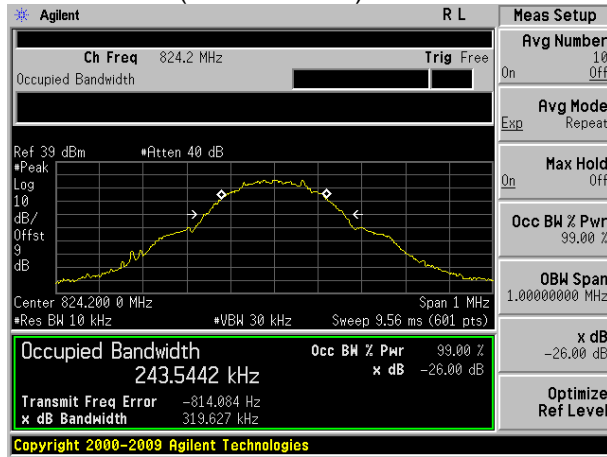 Agilent R L
Ch Freq 824.2 MHz Trig Free
Occupied Bandwidth
Ref 39 dBm #Atten 40 dB
#Peak
Log
10
dB/
Offst
9
dB
Center 824.200 0 MHz Span 1 MHz
#Res BW 10 kHz #VBW 30 kHz Sweep 9.56 ms (601 pts)
Occupied Bandwidth Occ BW % Pwr 99.00 %
243.5442 kHz x dB -26.00 dB
Transmit Freq Error -814.084 Hz
x dB Bandwidth 319.627 kHz
Copyright 2000-2009 Agilent Technologies
Meas Setup
Avg Number
10
On Off
Avg Mode
Exp Repeat
Max Hold
On Off
Occ BW % Pwr
99.00 %
OBW Span
1.00000000 MHz
x dB
-26.00 dB
Optimize
Ref Level